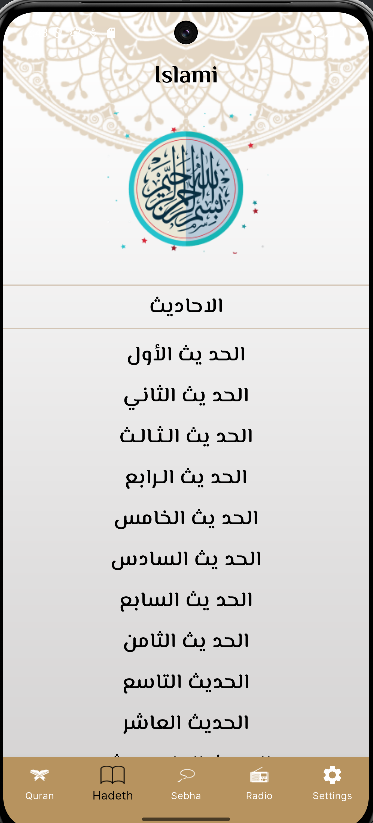 Islami
بسم الله الرحمن الرحيم
الاحاديث
الحد يث الأول
الحد يث الثاني
الحد يث الثالث
الحد يث الرابع
الحد يث الخامس
الحد يث السادس
الحد يث السابع
الحد يث الثامن
الحديث التاسع
الحديث العاشر
Quran Hadeth Sebha Radio Settings